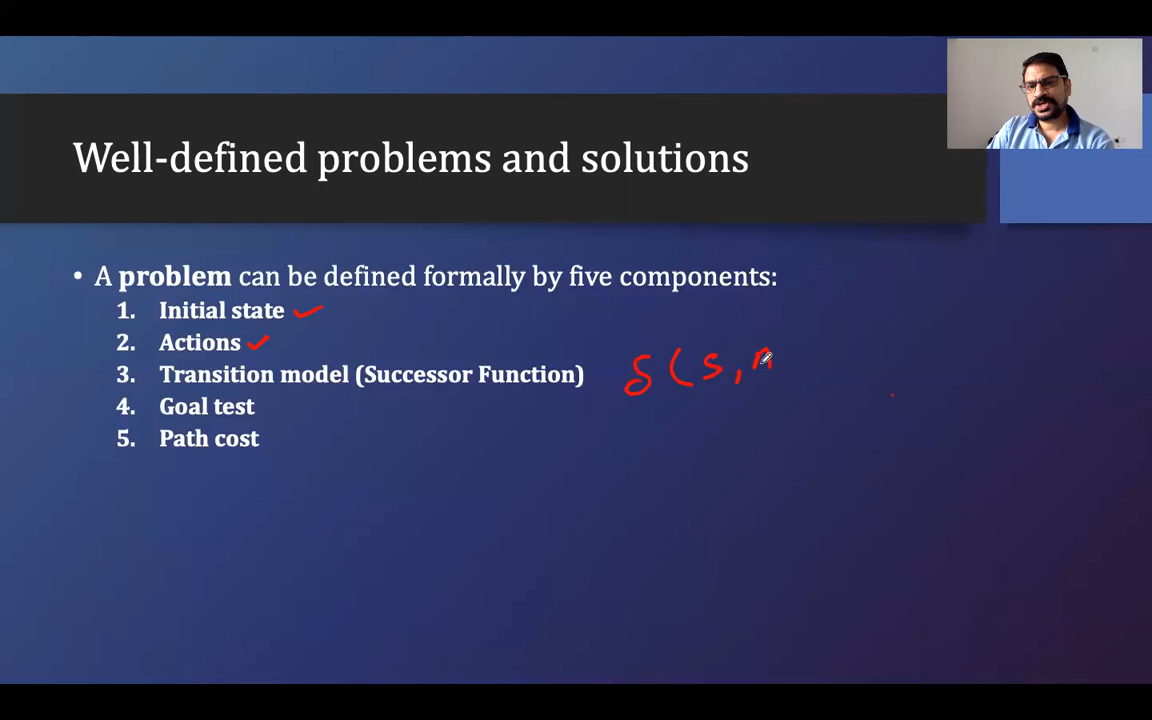 Well-defined problems and solutions
• A problem can be defined formally by five components:
1. Initial state
2. Actions
3. Transition model (Successor Function) δ(s,
4. Goal test
5. Path cost